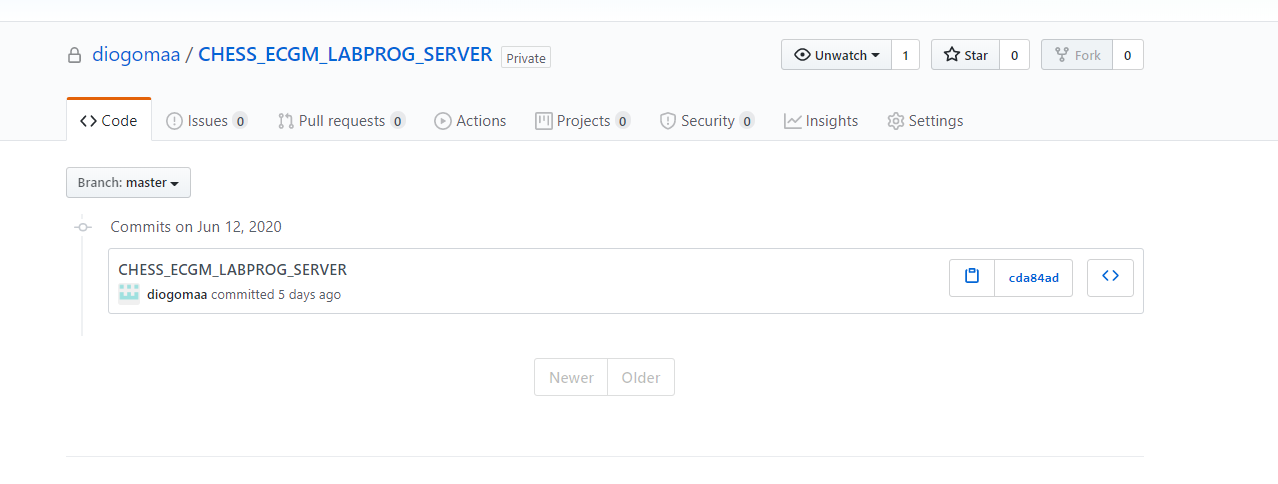 diogomaa / CHESS_ECGM_LABPROG_SERVER Private Unwatch 1 Star 0 Fork 0
Code Issues 0 Pull requests 0 Actions Projects 0 Security 0 Insights Settings
Branch: master
Commits on Jun 12, 2020
CHESS_ECGM_LABPROG_SERVER
diogomaa committed 5 days ago
cda84ad
Newer Older